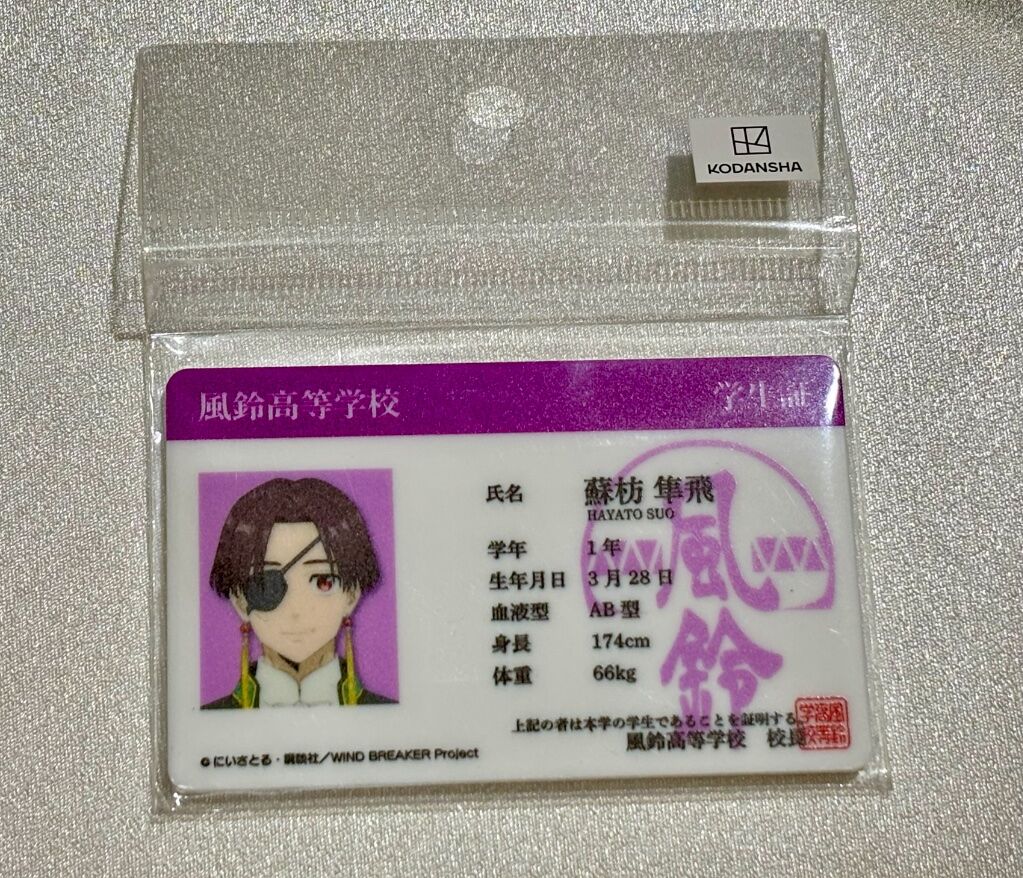 KODANSHA
風鈴高等学校 学生証
氏名 蘇枋 隼飛
HAYATO SUO
学年 1年
生年月日 3月28日
血液型 AB型
身長 174cm
体重 66kg
風鈴
上記の者は本学の学生であることを証明する
風鈴高等学校 校長
©にいさとる・講談社／WIND BREAKER Project